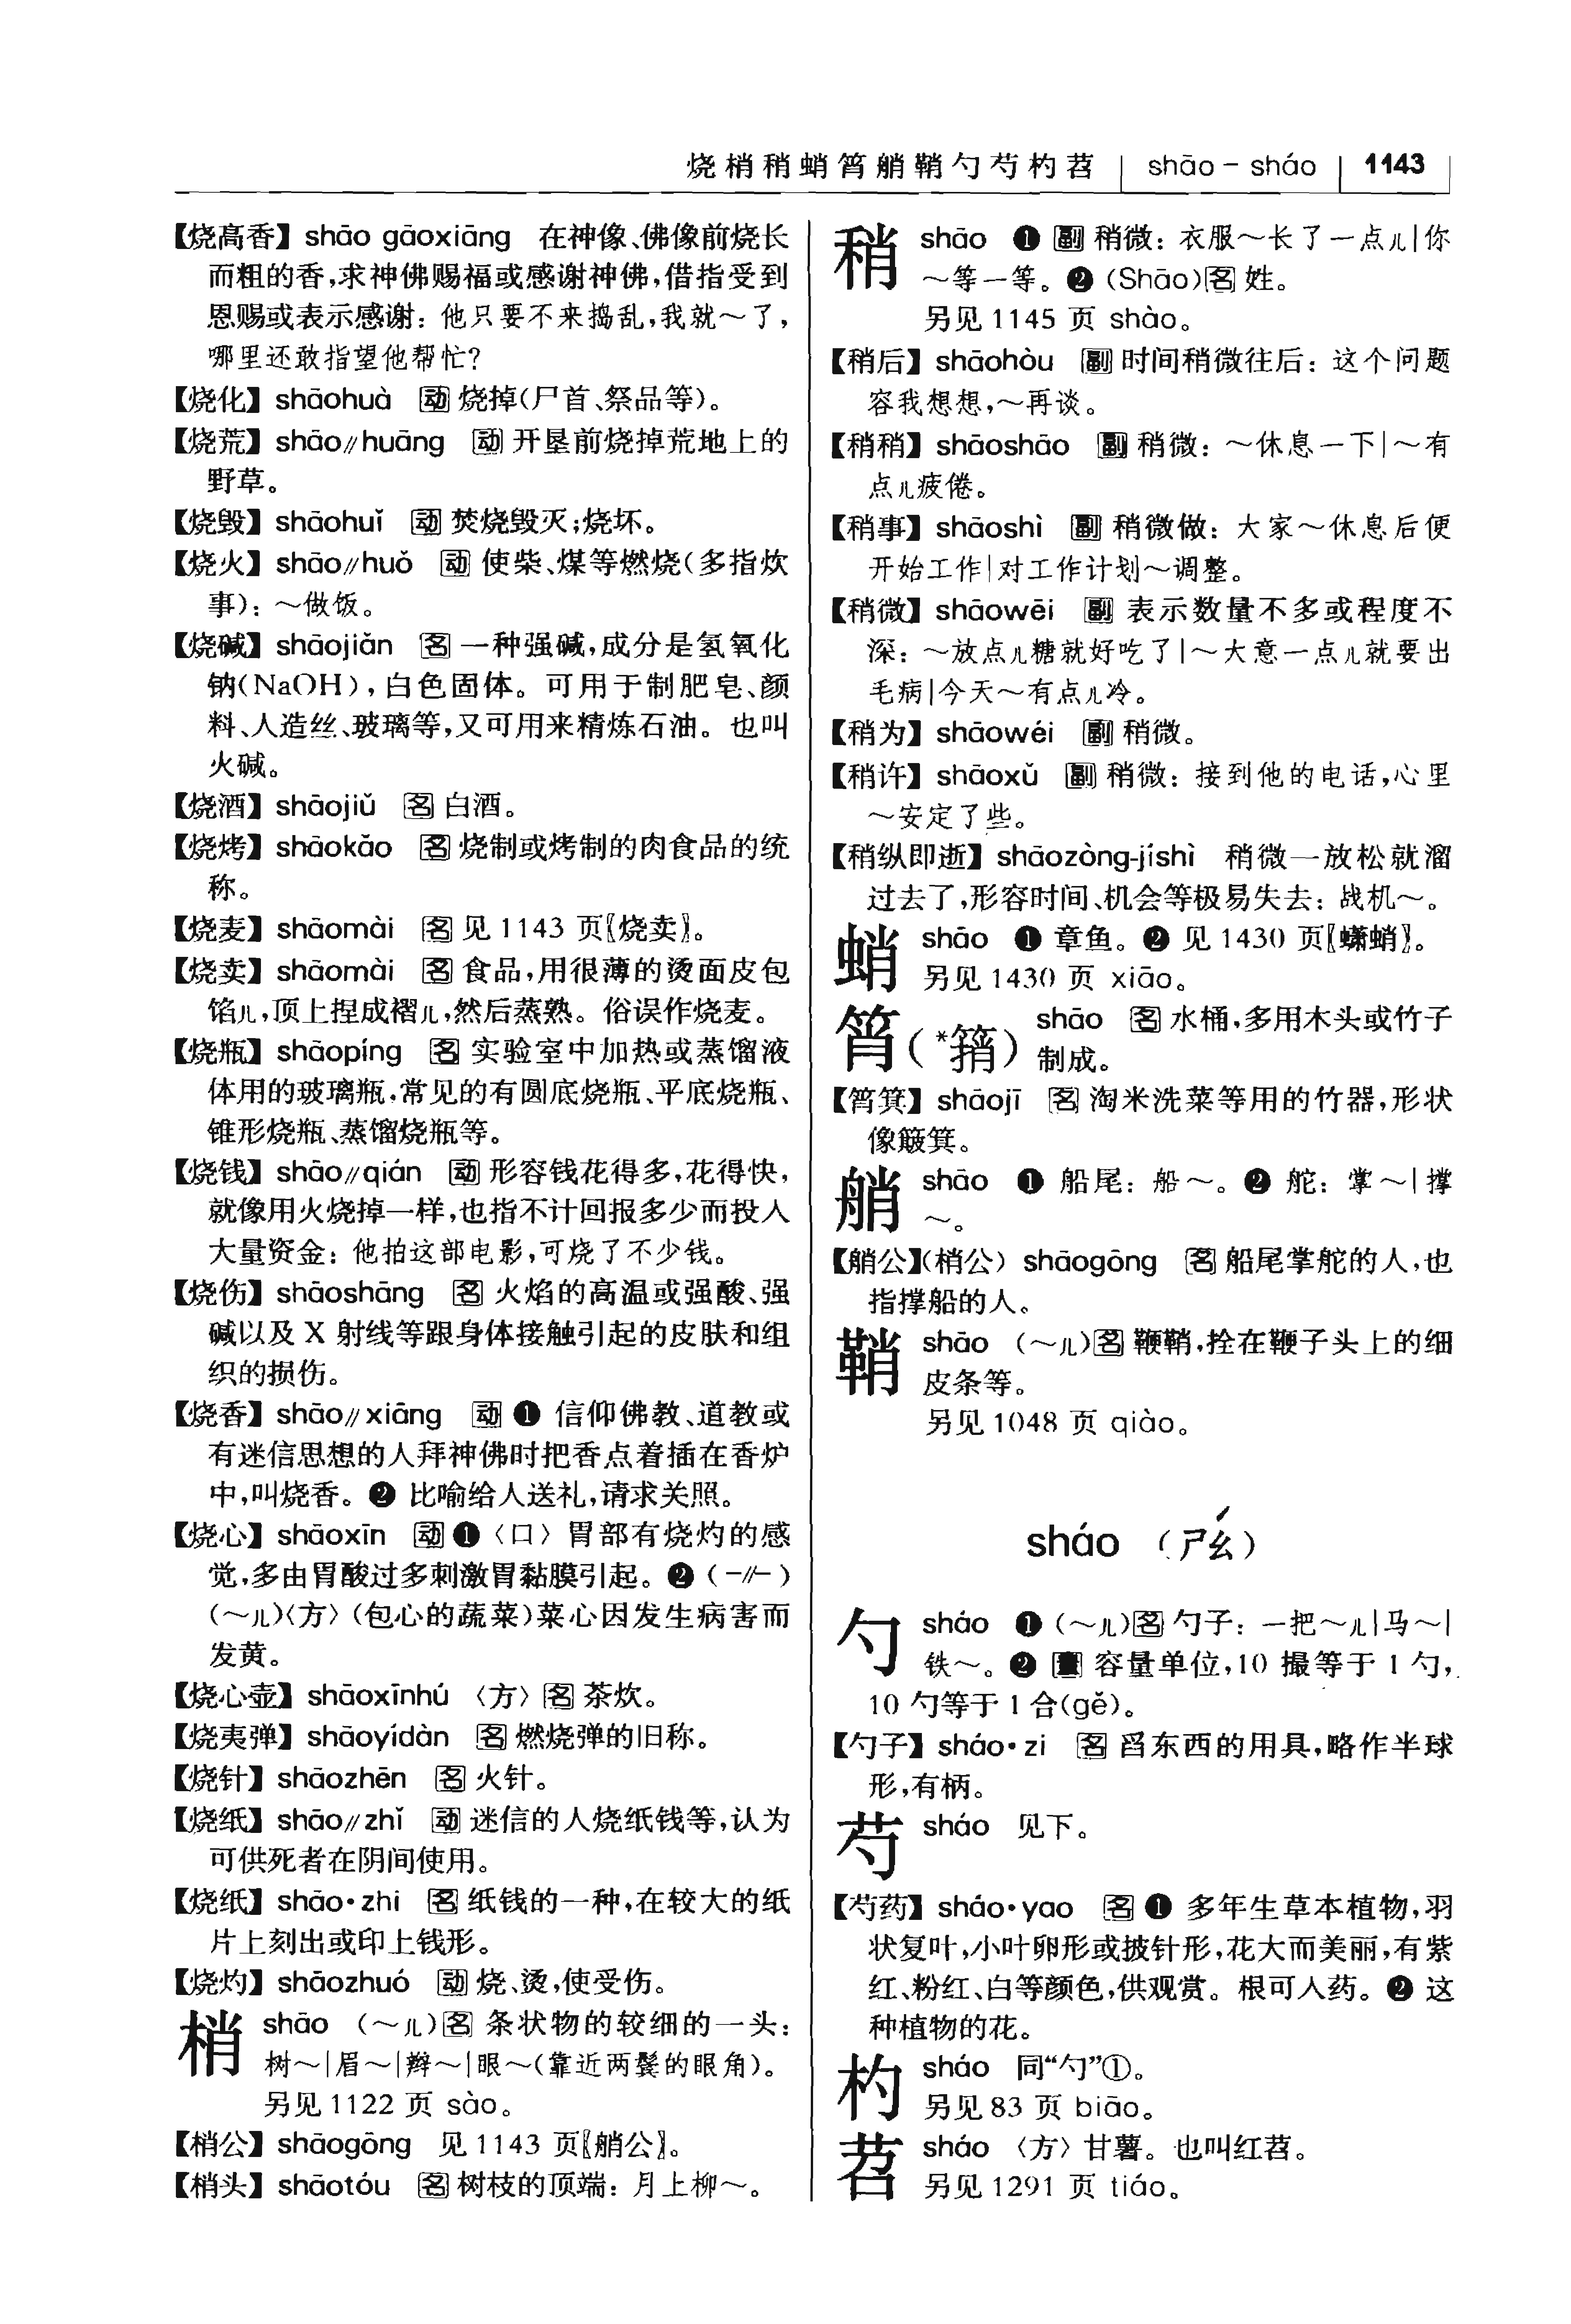 烧梢稍蛸筲艄鞘勺芍杓苕 | shāo－sháo | 1143
【烧高香】 shāo gāoxiāng 在神像、佛像前烧长
而粗的香，求神佛赐福或感谢神佛，借指受到
恩赐或表示感谢：他只要不来捣乱，我就～了，
哪里还敢指望他帮忙？
【烧化】 shāohuà 动 烧掉（尸首、祭品等）。
【烧荒】 shāo∥huāng 动 开垦前烧掉荒地上的
野草。
【烧毁】 shāohuǐ 动 焚烧毁灭；烧坏。
【烧火】 shāo∥huǒ 动 使柴、煤等燃烧（多指炊
事）：～做饭。
【烧碱】 shāojiǎn 名 一种强碱，成分是氢氧化
钠（NaOH），白色固体。可用于制肥皂、颜
料、人造丝、玻璃等，又可用来精炼石油。也叫
火碱。
【烧酒】 shāojiǔ 名 白酒。
【烧烤】 shāokǎo 名 烧制或烤制的肉食品的统
称。
【烧麦】 shāomài 名 见 1143 页〖烧卖〗。
【烧卖】 shāomài 名 食品，用很薄的烫面皮包
馅儿，顶上捏成褶儿，然后蒸熟。俗误作烧麦。
【烧瓶】 shāopíng 名 实验室中加热或蒸馏液
体用的玻璃瓶，常见的有圆底烧瓶、平底烧瓶、
锥形烧瓶、蒸馏烧瓶等。
【烧钱】 shāo∥qián 动 形容钱花得多，花得快，
就像用火烧掉一样，也指不计回报多少而投入
大量资金：他拍这部电影，可烧了不少钱。
【烧伤】 shāoshāng 名 火焰的高温或强酸、强
碱以及 X 射线等跟身体接触引起的皮肤和组
织的损伤。
【烧香】 shāo∥xiāng 动 ❶ 信仰佛教、道教或
有迷信思想的人拜神佛时把香点着插在香炉
中，叫烧香。❷ 比喻给人送礼，请求关照。
【烧心】 shāoxīn 动 ❶〈口〉胃部有烧灼的感
觉，多由胃酸过多刺激胃黏膜引起。❷（-∥-）
（～儿）〈方〉（包心的蔬菜）菜心因发生病害而
发黄。
【烧心壶】 shāoxīnhú 〈方〉名 茶炊。
【烧夷弹】 shāoyídàn 名 燃烧弹的旧称。
【烧针】 shāozhēn 名 火针。
【烧纸】 shāo∥zhǐ 动 迷信的人烧纸钱等，认为
可供死者在阴间使用。
【烧纸】 shāo·zhi 名 纸钱的一种，在较大的纸
片上刻出或印上钱形。
【烧灼】 shāozhuó 动 烧、烫，使受伤。
梢 shāo （～儿）名 条状物的较细的一头：
树～｜眉～｜辫～｜眼～（靠近两鬓的眼角）。
另见 1122 页 sào。
【梢公】 shāogōng 见 1143 页〖艄公〗。
【梢头】 shāotóu 名 树枝的顶端：月上柳～。
稍 shāo ❶ 副 稍微：衣服～长了一点儿｜你
～等一等。❷（Shāo）名 姓。
另见 1145 页 shào。
【稍后】 shāohòu 副 时间稍微往后：这个问题
容我想想，～再谈。
【稍稍】 shāoshāo 副 稍微：～休息一下｜～有
点儿疲倦。
【稍事】 shāoshì 副 稍微做：大家～休息后便
开始工作｜对工作计划～调整。
【稍微】 shāowēi 副 表示数量不多或程度不
深：～放点儿糖就好吃了｜～大意一点儿就要出
毛病｜今天～有点儿冷。
【稍为】 shāowéi 副 稍微。
【稍许】 shāoxǔ 副 稍微：接到他的电话，心里
～安定了些。
【稍纵即逝】 shāozòng-jíshì 稍微一放松就溜
过去了，形容时间、机会等极易失去：战机～。
蛸 shāo ❶ 章鱼。❷ 见 1430 页〖蟏蛸〗。
另见 1430 页 xiāo。
筲（*䈰） shāo 名 水桶，多用木头或竹子
制成。
【筲箕】 shāojī 名 淘米洗菜等用的竹器，形状
像簸箕。
艄 shāo ❶ 船尾：船～。❷ 舵：掌～｜撑
～。
【艄公】（梢公） shāogōng 名 船尾掌舵的人，也
指撑船的人。
鞘 shāo （～儿）名 鞭鞘，拴在鞭子头上的细
皮条等。
另见 1048 页 qiào。
sháo （ㄕㄠˊ）
勺 sháo ❶（～儿）名 勺子：一把～儿｜马～｜
铁～。❷ 量 容量单位，10 撮等于 1 勺，
10 勺等于 1 合（gě）。
【勺子】 sháo·zi 名 舀东西的用具，略作半球
形，有柄。
芍 sháo 见下。
【芍药】 sháo·yao 名 ❶ 多年生草本植物，羽
状复叶，小叶卵形或披针形，花大而美丽，有紫
红、粉红、白等颜色，供观赏。根可入药。❷ 这
种植物的花。
杓 sháo 同“勺”①。
另见 83 页 biāo。
苕 sháo 〈方〉甘薯。也叫红苕。
另见 1291 页 tiáo。